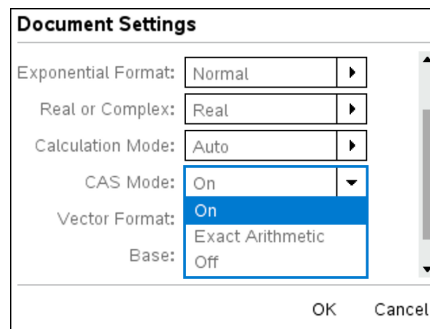 Document Settings
Exponential Format: Normal
Real or Complex: Real
Calculation Mode: Auto
CAS Mode: On
On
Vector Format:
Exact Arithmetic
Base:
Off
OK Cancel